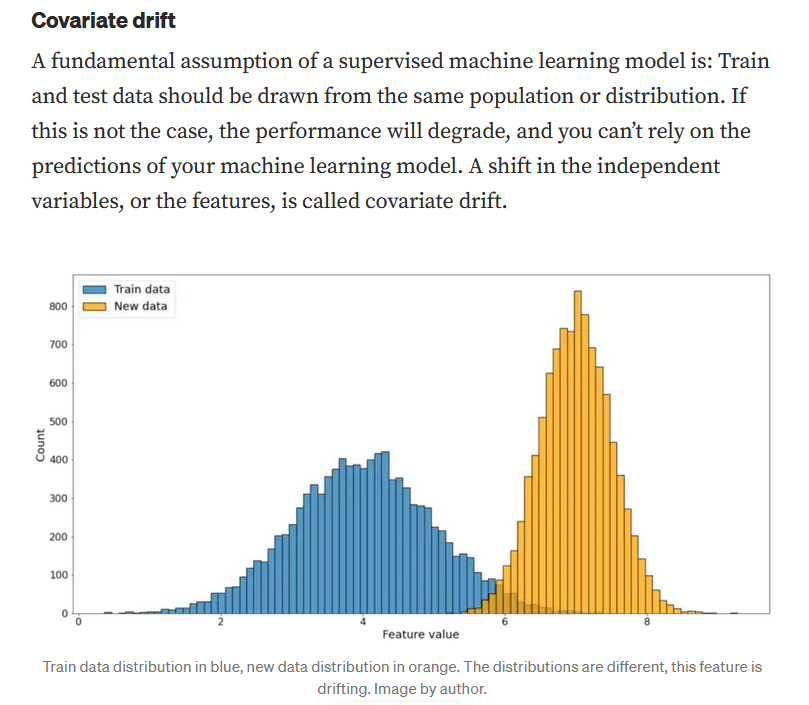 Covariate drift
A fundamental assumption of a supervised machine learning model is: Train
and test data should be drawn from the same population or distribution. If
this is not the case, the performance will degrade, and you can’t rely on the
predictions of your machine learning model. A shift in the independent
variables, or the features, is called covariate drift.
Train data
New data
800
700
600
500
400
300
200
100
0
Count
0 2 4 6 8
Feature value
Train data distribution in blue, new data distribution in orange. The distributions are different, this feature is
drifting. Image by author.